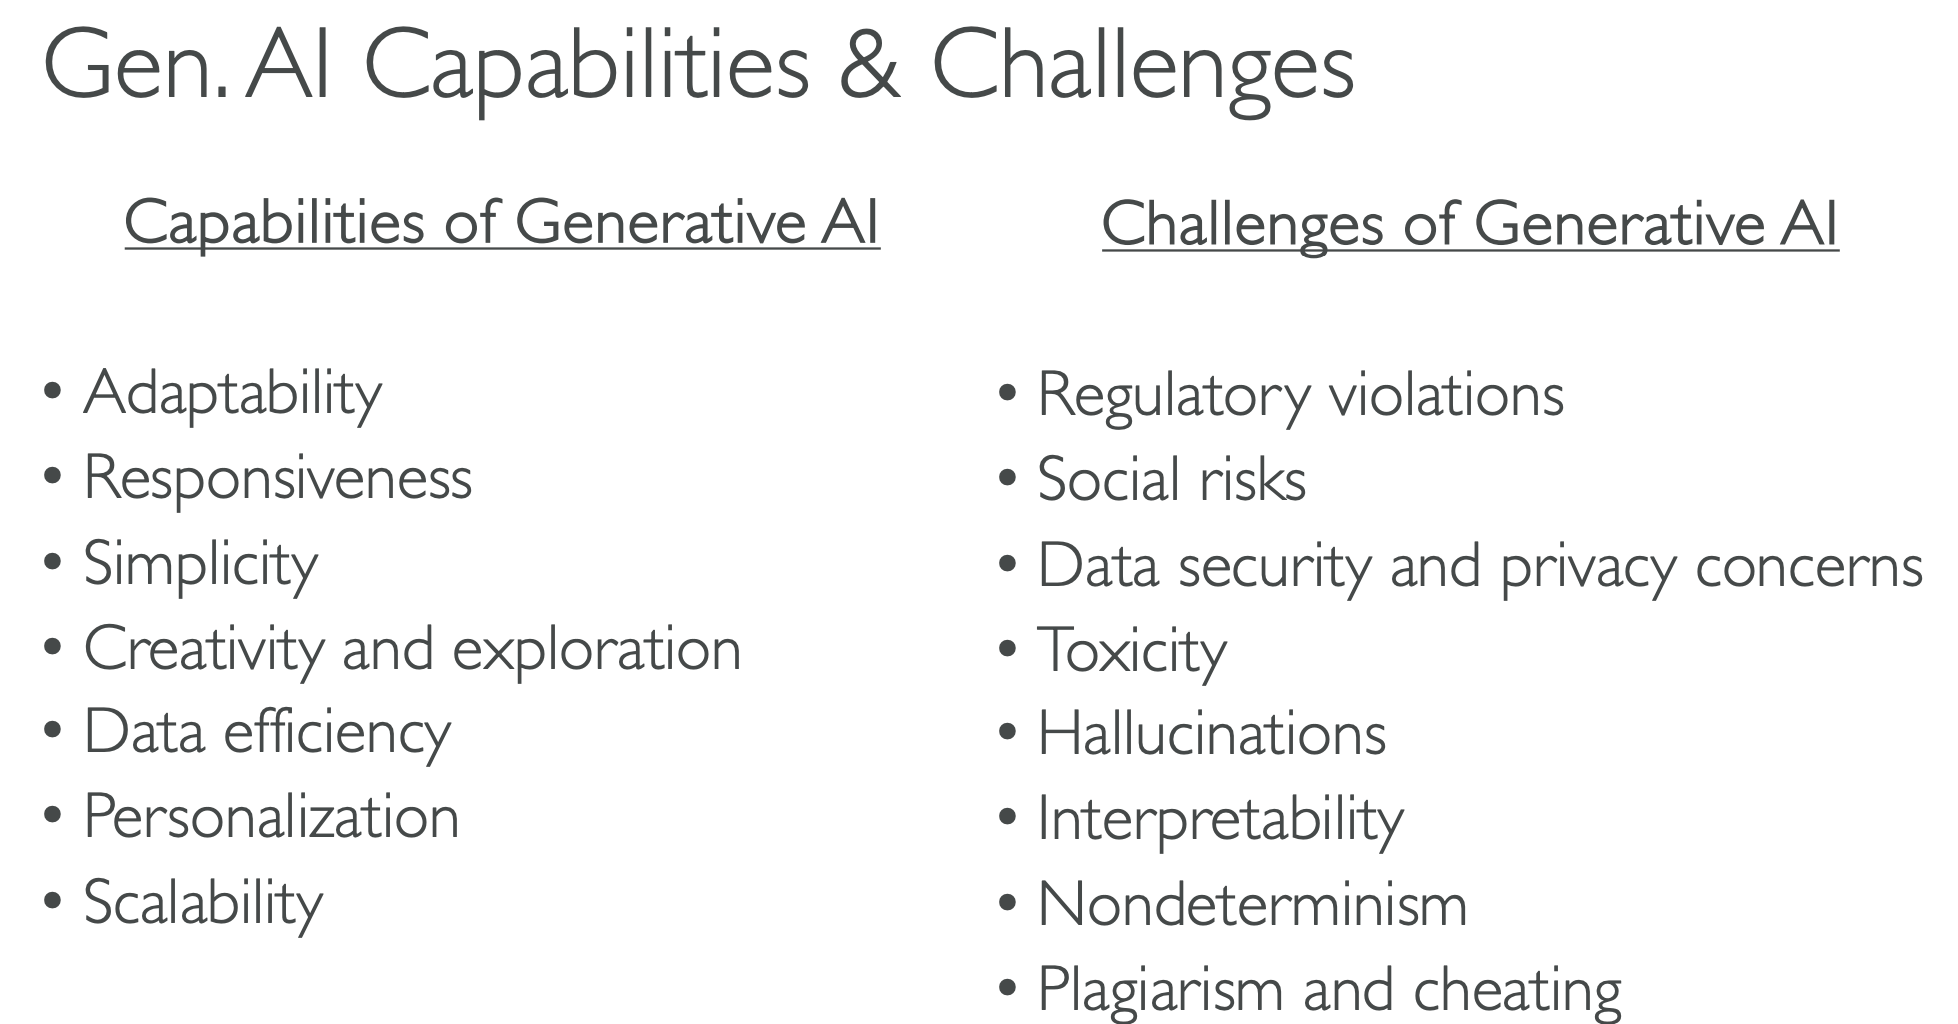 Gen. AI Capabilities & Challenges
Capabilities of Generative AI
• Adaptability
• Responsiveness
• Simplicity
• Creativity and exploration
• Data efficiency
• Personalization
• Scalability
Challenges of Generative AI
• Regulatory violations
• Social risks
• Data security and privacy concerns
• Toxicity
• Hallucinations
• Interpretability
• Nondeterminism
• Plagiarism and cheating